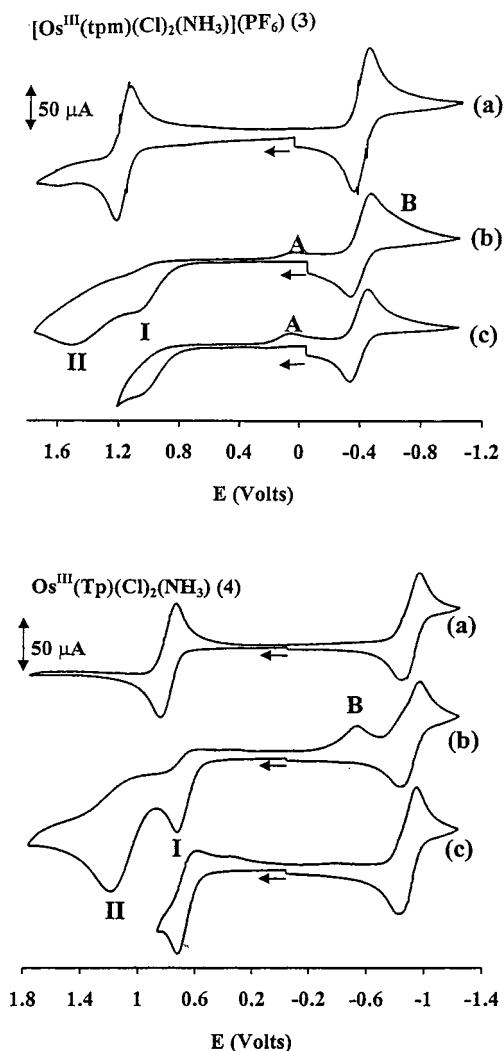 [Os^III(tpm)(Cl)₂(NH₃)](PF₆) (3)
50 μA
(a)
B
A
(b)
I
A
II
(c)
1.6 1.2 0.8 0.4 0 -0.4 -0.8 -1.2
E (Volts)
Os^III(Tp)(Cl)₂(NH₃) (4)
50 μA
(a)
B
(b)
I
(c)
II
1.8 1.4 1 0.6 0.2 -0.2 -0.6 -1 -1.4
E (Volts)